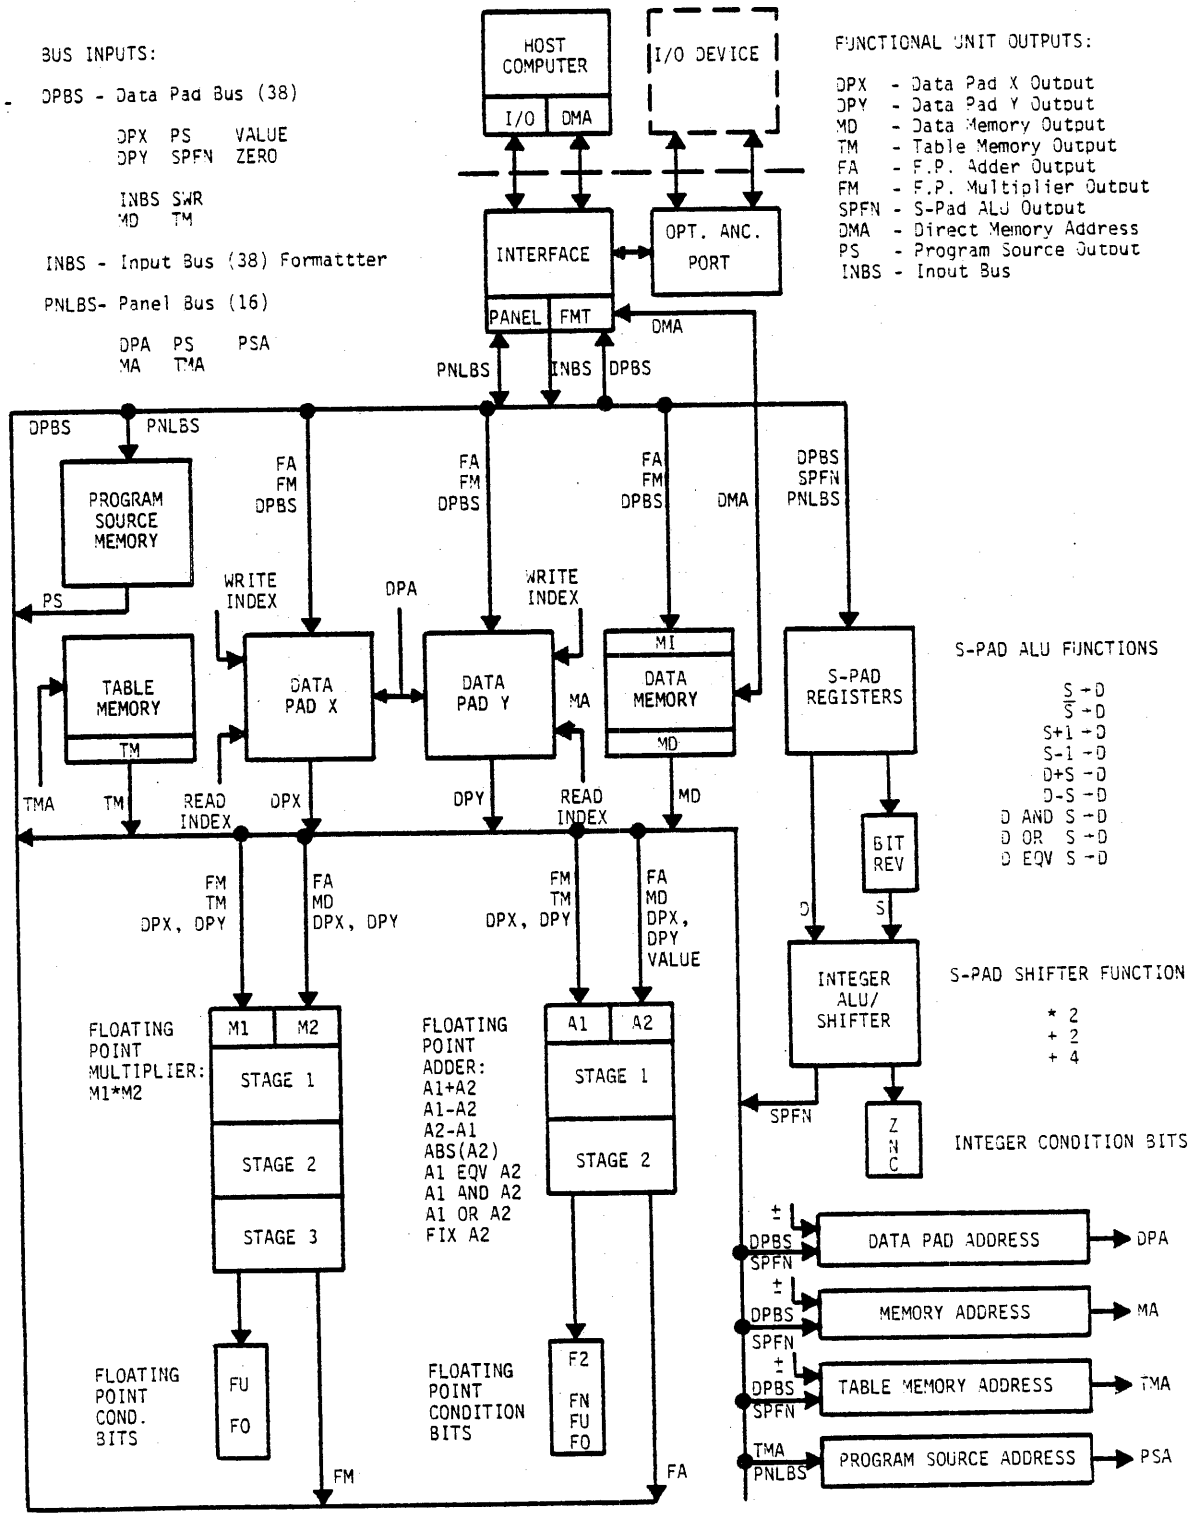 BUS INPUTS:
DPBS - Data Pad Bus (38)
DPX PS VALUE
DPY SPFN ZERO
INBS SWR
MD TM
INBS - Input Bus (38) Formattter
PNLBS- Panel Bus (16)
DPA PS PSA
MA TMA
HOST
COMPUTER
I/O DMA
I/O DEVICE
FUNCTIONAL UNIT OUTPUTS:
DPX - Data Pad X Output
DPY - Data Pad Y Output
MD - Data Memory Output
TM - Table Memory Output
FA - F.P. Adder Output
FM - F.P. Multiplier Output
SPFN - S-Pad ALU Output
DMA - Direct Memory Address
PS - Program Source Output
INBS - Input Bus
INTERFACE
PANEL FMT
OPT. ANC.
PORT
DMA
PNLBS
INBS
DPBS
DPBS
PNLBS
PROGRAM
SOURCE
MEMORY
PS
FA
FM
DPBS
FA
FM
DPBS
FA
FM
DPBS
DMA
DPBS
SPFN
PNLBS
WRITE
INDEX
DPA
WRITE
INDEX
TABLE
MEMORY
TM
DATA
PAD X
DATA
PAD Y
MA
MI
DATA
MEMORY
MD
S-PAD
REGISTERS
S-PAD ALU FUNCTIONS
S→D
S̅→D
S+1→D
S-1→D
D+S→D
D-S→D
D AND S→D
D OR S→D
D EQV S→D
TMA
TM
READ
INDEX
DPX
DPY
READ
INDEX
MD
BIT
REV
D
S
FM
TM
DPX, DPY
FA
MD
DPX, DPY
FM
TM
DPX, DPY
FA
MD
DPX,
DPY
VALUE
INTEGER
ALU/
SHIFTER
S-PAD SHIFTER FUNCTION
* 2
+ 2
+ 4
FLOATING
POINT
MULTIPLIER:
M1*M2
M1 M2
STAGE 1
STAGE 2
STAGE 3
FLOATING
POINT
ADDER:
A1+A2
A1-A2
A2-A1
ABS(A2)
A1 EQV A2
A1 AND A2
A1 OR A2
FIX A2
A1 A2
STAGE 1
STAGE 2
SPFN
Z
N
C
INTEGER CONDITION BITS
±
DPBS
SPFN
DATA PAD ADDRESS
DPA
±
DPBS
SPFN
MEMORY ADDRESS
MA
±
DPBS
SPFN
TABLE MEMORY ADDRESS
TMA
TMA
PNLBS
PROGRAM SOURCE ADDRESS
PSA
FLOATING
POINT
COND.
BITS
FU
FO
FLOATING
POINT
CONDITION
BITS
F2
FN
FU
FO
FM
FA